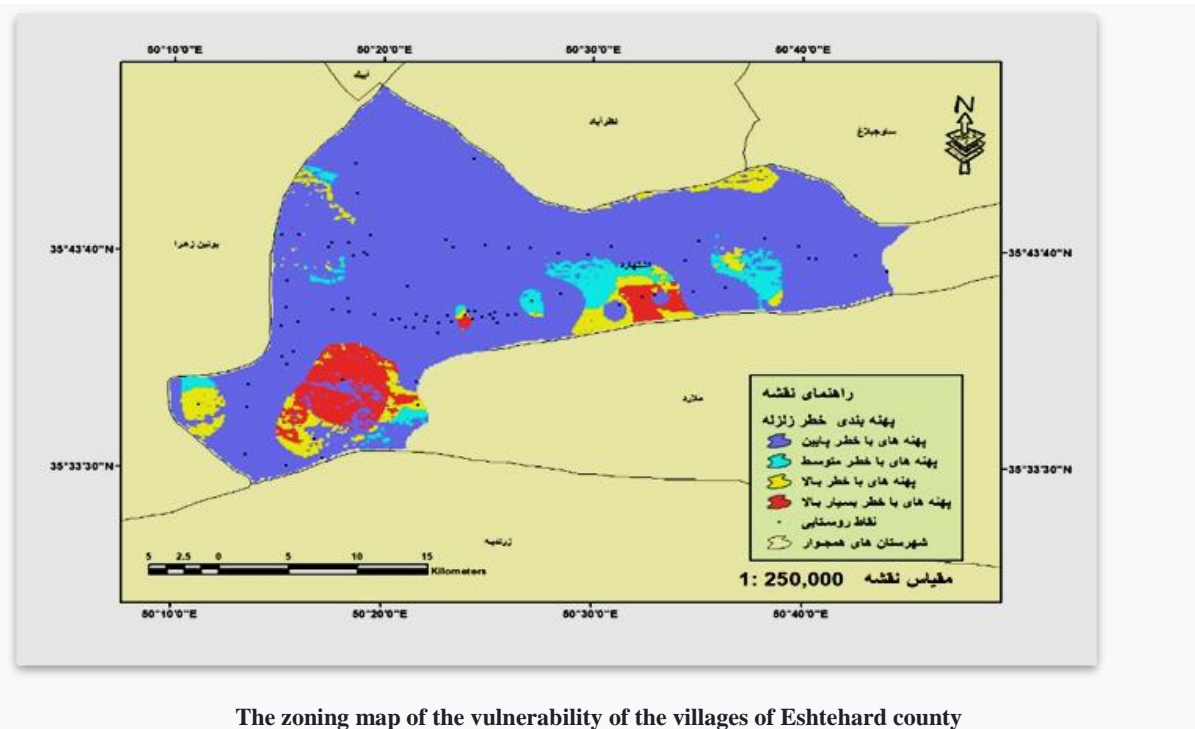 50°10'0"E 50°20'0"E 50°30'0"E 50°40'0"E
آبیک
نظرآباد
ساوجبلاغ
N
بوئین زهرا
35°43'40"N 35°43'40"N
اشتهارد
ملارد
راهنمای نقشه
پهنه بندی خطر زلزله
پهنه های با خطر پایین
پهنه های با خطر متوسط
پهنه های با خطر بالا
پهنه های با خطر بسیار بالا
نقاط روستایی
شهرستان های همجوار
35°33'30"N 35°33'30"N
زرندیه
5 2.5 0 5 10 15
Kilometers
مقیاس نقشه 1: 250,000
50°10'0"E 50°20'0"E 50°30'0"E 50°40'0"E
The zoning map of the vulnerability of the villages of Eshtehard county